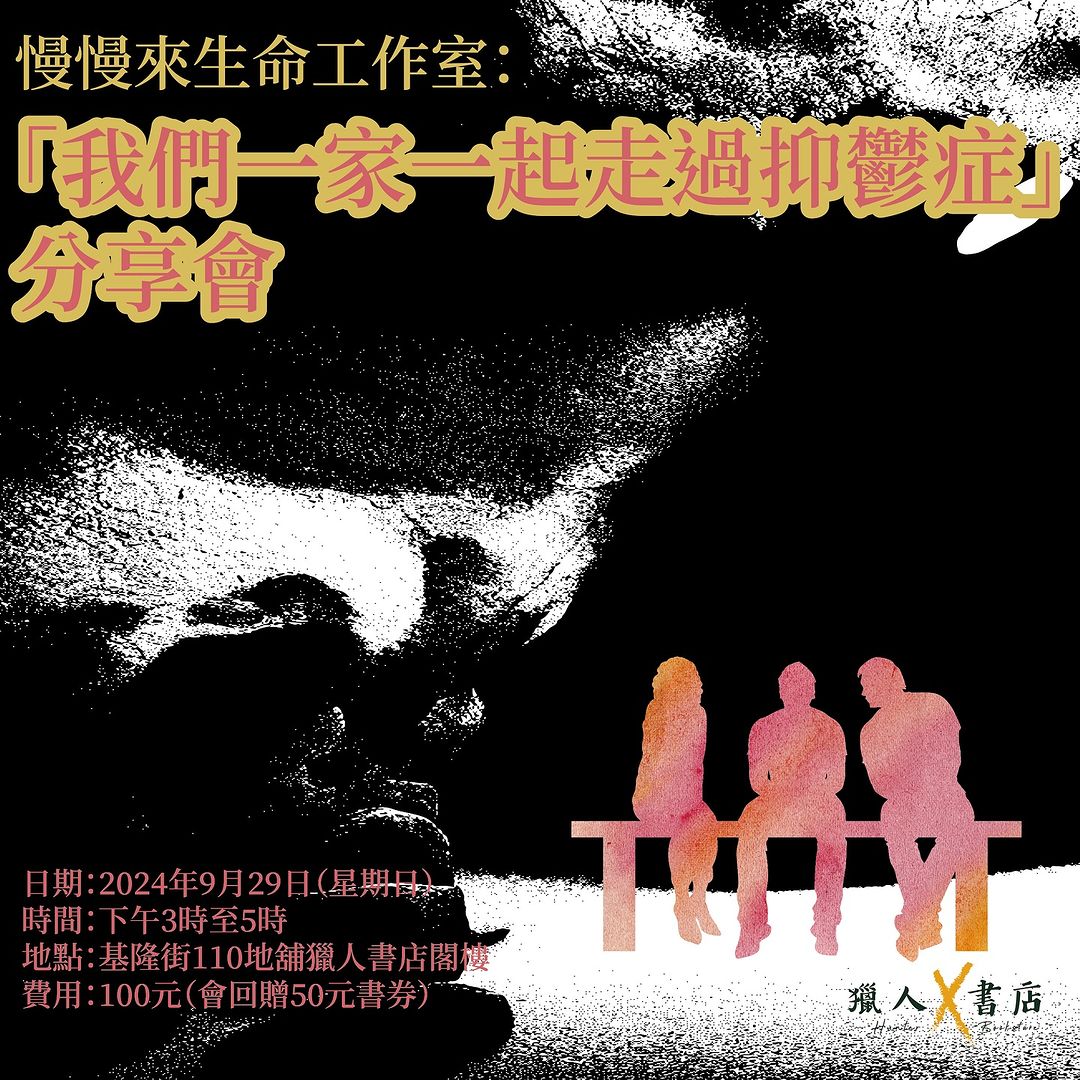 慢慢來生命工作室：
「我們一家一起走過抑鬱症」
分享會
日期：2024年9月29日（星期日）
時間：下午3時至5時
地點：基隆街110地舖獵人書店閣樓
費用：100元（會回贈50元書券）
獵人X書店
Hunter Bookstore